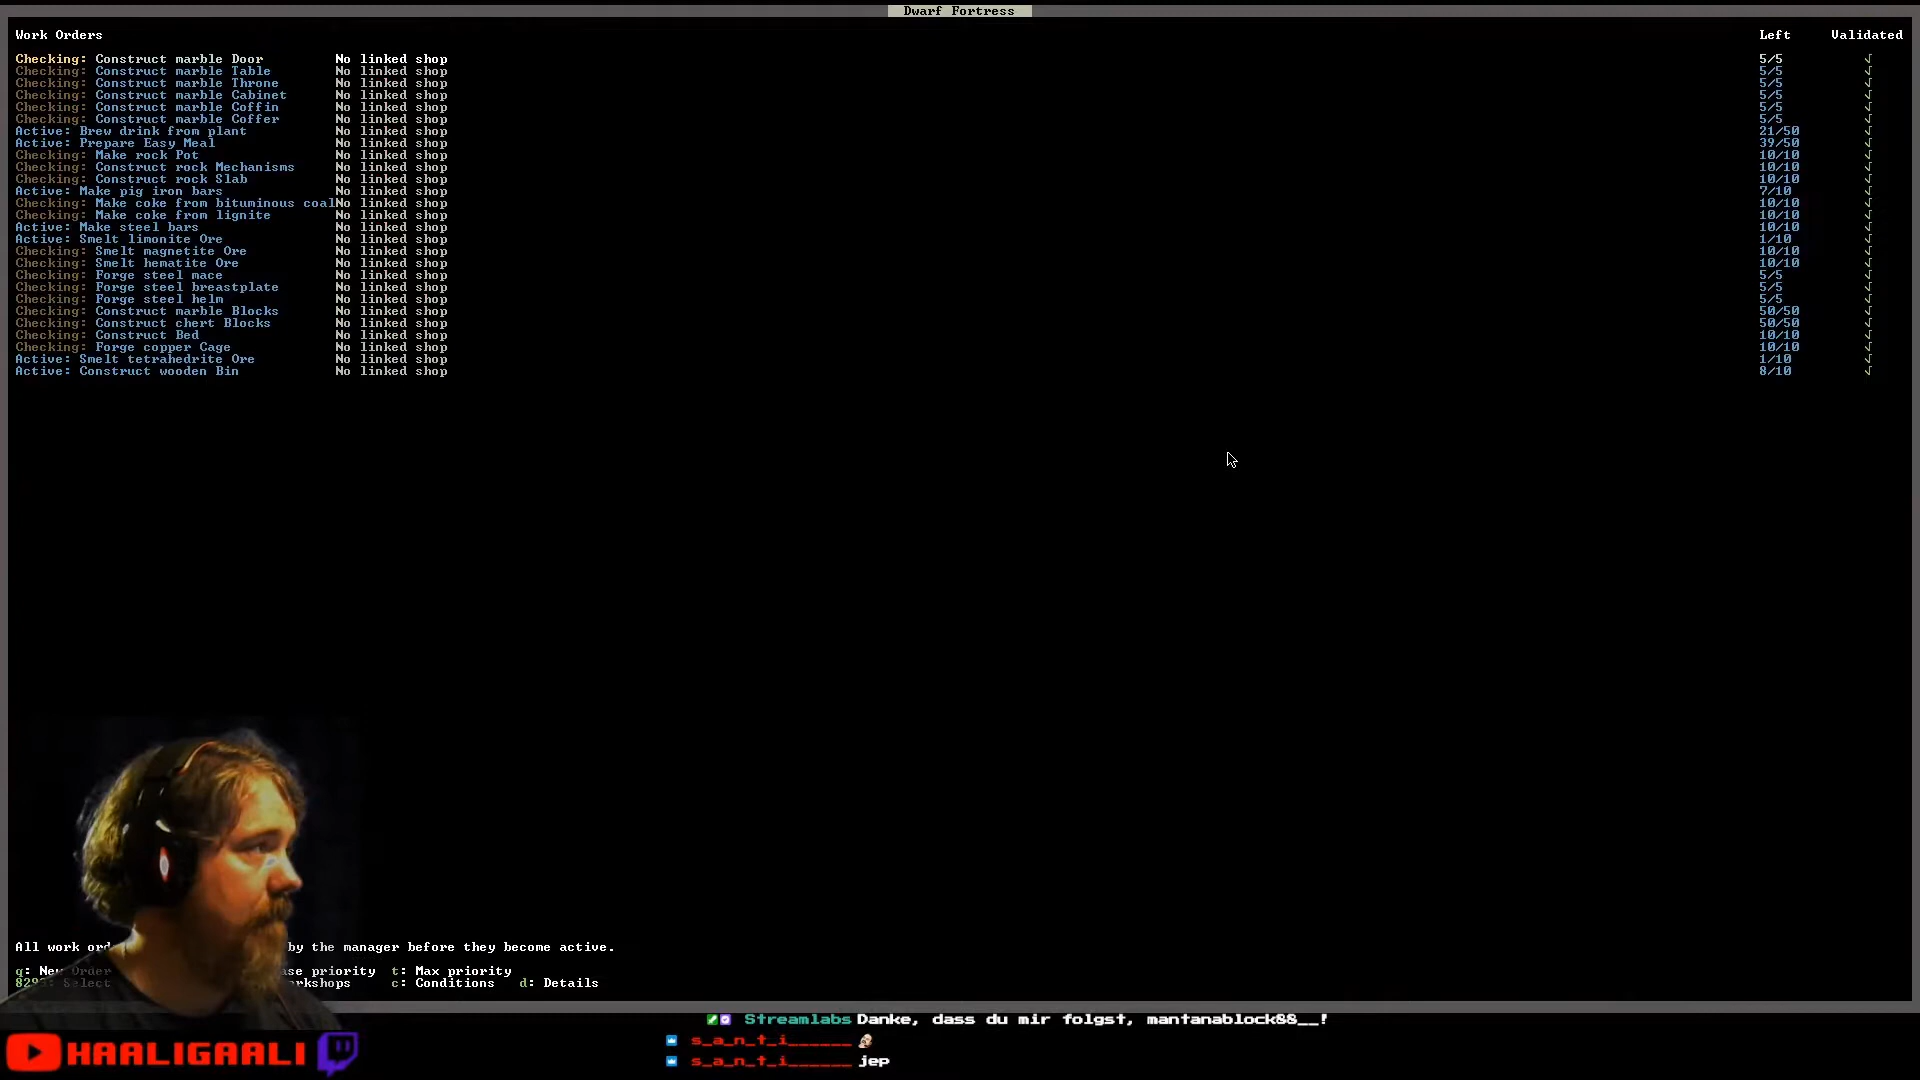 Dwarf Fortress
Work Orders Left Validated
Checking: Construct marble Door No linked shop 5/5 √
Checking: Construct marble Table No linked shop 5/5 √
Checking: Construct marble Throne No linked shop 5/5 √
Checking: Construct marble Cabinet No linked shop 5/5 √
Checking: Construct marble Coffin No linked shop 5/5 √
Checking: Construct marble Coffer No linked shop 5/5 √
Active: Brew drink from plant No linked shop 21/50 √
Active: Prepare Easy Meal No linked shop 39/50 √
Checking: Make rock Pot No linked shop 10/10 √
Checking: Construct rock Mechanisms No linked shop 10/10 √
Checking: Construct rock Slab No linked shop 10/10 √
Active: Make pig iron bars No linked shop 7/10 √
Checking: Make coke from bituminous coal No linked shop 10/10 √
Checking: Make coke from lignite No linked shop 10/10 √
Active: Make steel bars No linked shop 10/10 √
Active: Smelt limonite Ore No linked shop 1/10 √
Checking: Smelt magnetite Ore No linked shop 10/10 √
Checking: Smelt hematite Ore No linked shop 10/10 √
Checking: Forge steel mace No linked shop 5/5 √
Checking: Forge steel breastplate No linked shop 5/5 √
Checking: Forge steel helm No linked shop 5/5 √
Checking: Construct marble Blocks No linked shop 50/50 √
Checking: Construct chert Blocks No linked shop 50/50 √
Checking: Construct Bed No linked shop 10/10 √
Checking: Forge copper Cage No linked shop 10/10 √
Active: Smelt tetrahedrite Ore No linked shop 1/10 √
Active: Construct wooden Bin No linked shop 8/10 √
All work ord by the manager before they become active.
q: New Order ase priority t: Max priority
Select rkshops c: Conditions d: Details
Streamlabs Danke, dass du mir folgst, mantanablock88__!
s_a_n_t_i______
s_a_n_t_i______ jep
HAALIGAALI